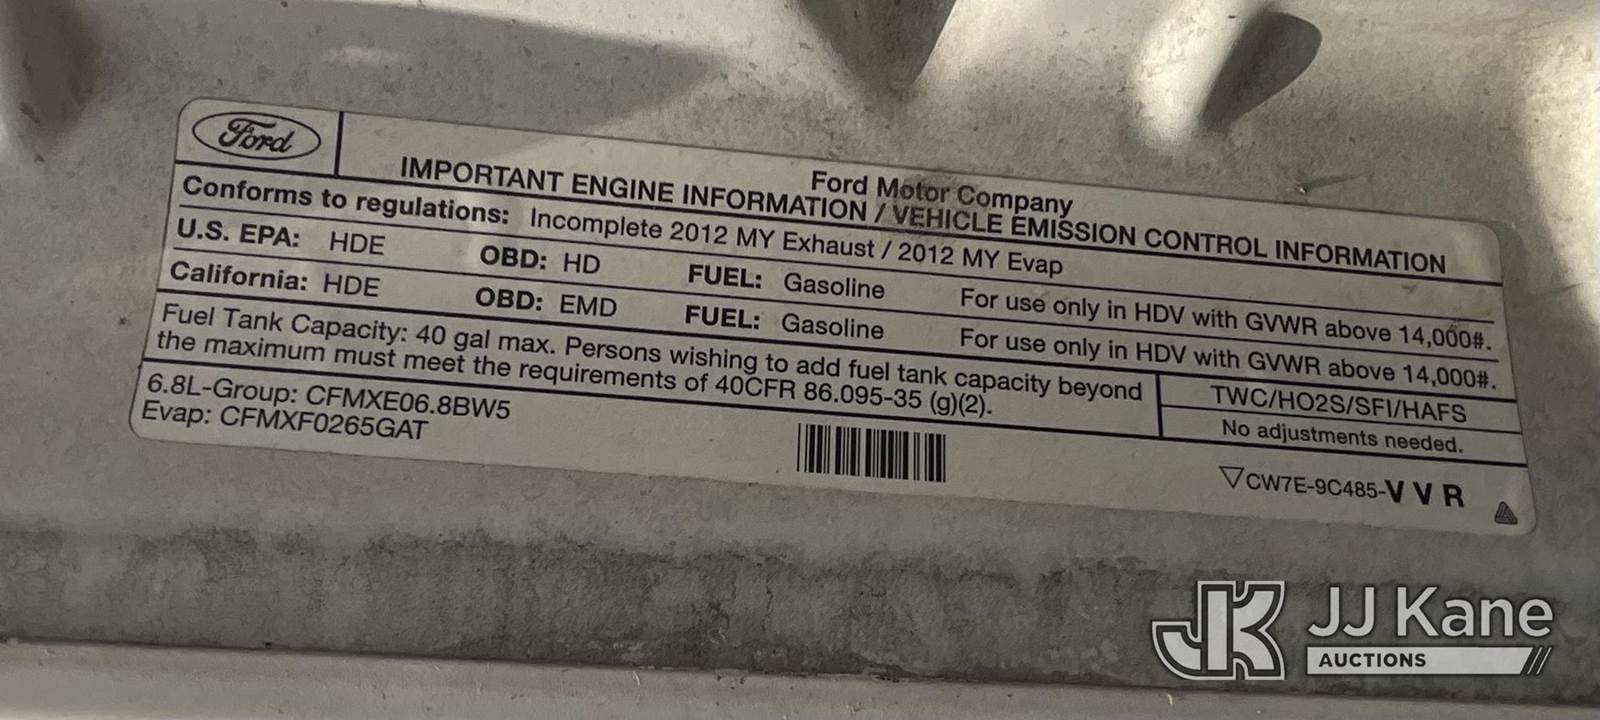 Ford
Ford Motor Company
IMPORTANT ENGINE INFORMATION / VEHICLE EMISSION CONTROL INFORMATION
Conforms to regulations: Incomplete 2012 MY Exhaust / 2012 MY Evap
U.S. EPA: HDE OBD: HD FUEL: Gasoline For use only in HDV with GVWR above 14,000#.
California: HDE OBD: EMD FUEL: Gasoline For use only in HDV with GVWR above 14,000#.
Fuel Tank Capacity: 40 gal max. Persons wishing to add fuel tank capacity beyond
the maximum must meet the requirements of 40CFR 86.095-35 (g)(2).
TWC/HO2S/SFI/HAFS
No adjustments needed.
6.8L-Group: CFMXE06.8BW5
Evap: CFMXF0265GAT
CW7E-9C485-V V R
JK JJ Kane
AUCTIONS